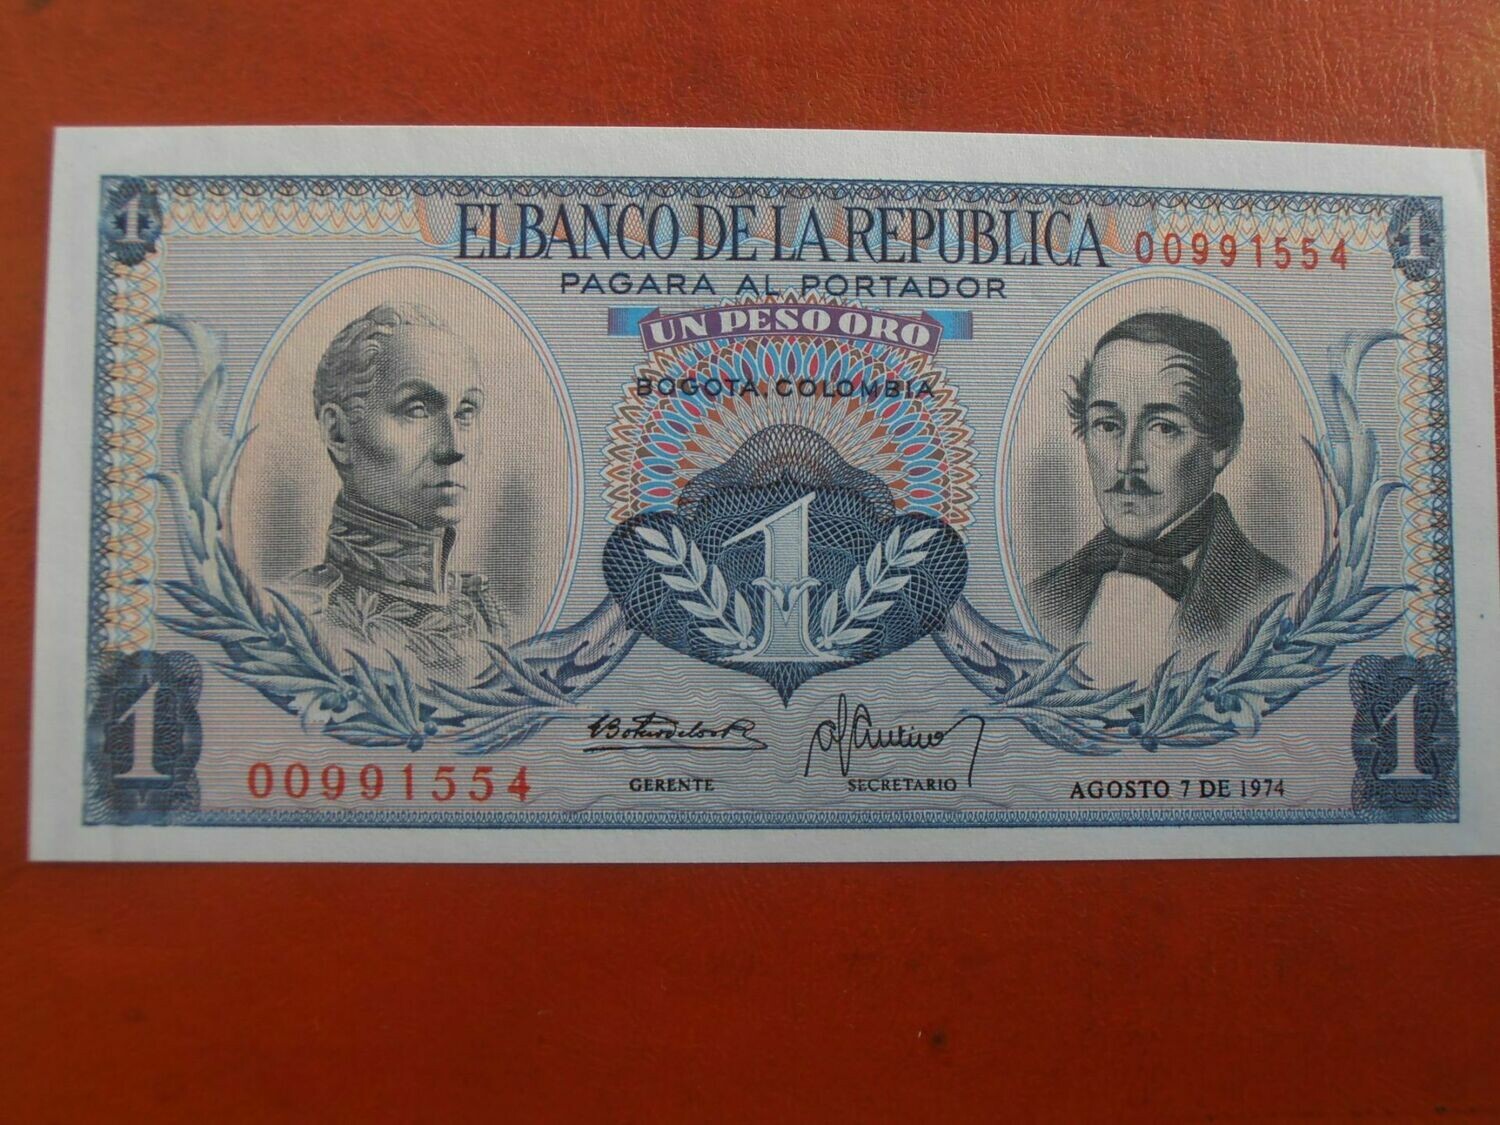 1
1
EL BANCO DE LA REPUBLICA 00991554
PAGARA AL PORTADOR
UN PESO ORO
BOGOTA, COLOMBIA
1
1
1
00991554
GERENTE
SECRETARIO
AGOSTO 7 DE 1974